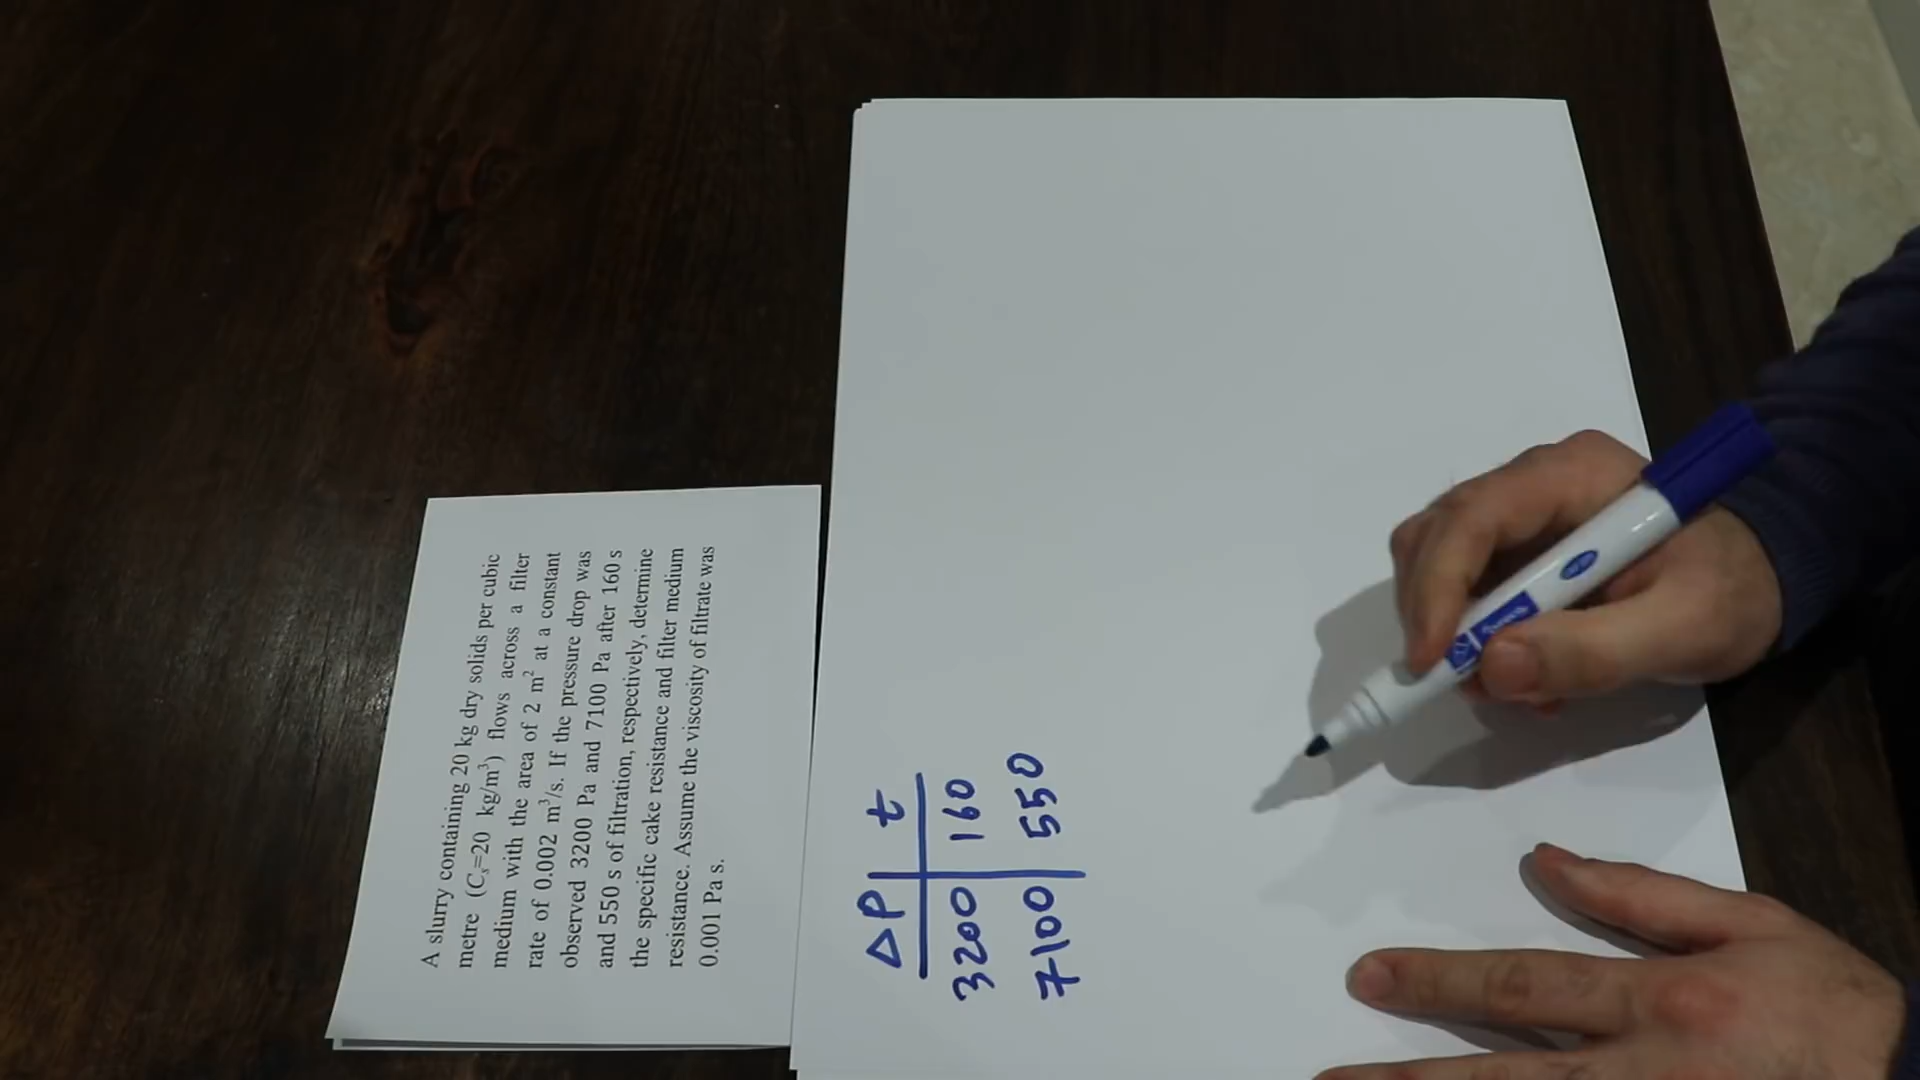 A slurry containing 20 kg dry solids per cubic
metre (Cs=20 kg/m³) flows across a filter
medium with the area of 2 m² at a constant
rate of 0.002 m³/s. If the pressure drop was
observed 3200 Pa and 7100 Pa after 160 s
and 550 s of filtration, respectively, determine
the specific cake resistance and filter medium
resistance. Assume the viscosity of filtrate was
0.001 Pa s.
ΔP t
3200 160
7100 550